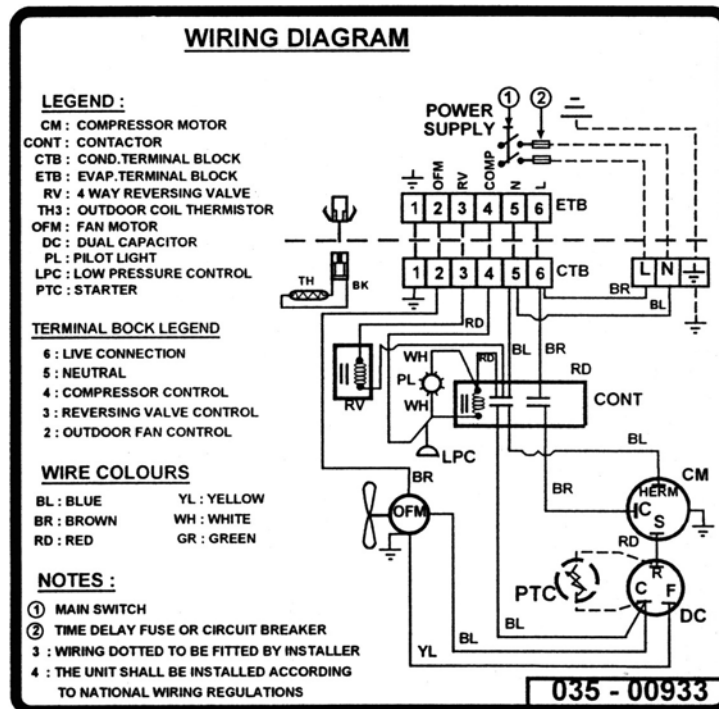 WIRING DIAGRAM
LEGEND :
CM : COMPRESSOR MOTOR
CONT : CONTACTOR
CTB : COND.TERMINAL BLOCK
ETB : EVAP.TERMINAL BLOCK
RV : 4 WAY REVERSING VALVE
TH3 : OUTDOOR COIL THERMISTOR
OFM : FAN MOTOR
DC : DUAL CAPACITOR
PL : PILOT LIGHT
LPC : LOW PRESSURE CONTROL
PTC : STARTER
TERMINAL BOCK LEGEND
6 : LIVE CONNECTION
5 : NEUTRAL
4 : COMPRESSOR CONTROL
3 : REVERSING VALVE CONTROL
2 : OUTDOOR FAN CONTROL
WIRE COLOURS
BL : BLUE YL : YELLOW
BR : BROWN WH : WHITE
RD : RED GR : GREEN
NOTES :
1 MAIN SWITCH
2 TIME DELAY FUSE OR CIRCUIT BREAKER
3 : WIRING DOTTED TO BE FITTED BY INSTALLER
4 : THE UNIT SHALL BE INSTALLED ACCORDING
TO NATIONAL WIRING REGULATIONS
1 2
POWER
SUPPLY
OFM RV COMP N L
1 2 3 4 5 6 ETB
1 2 3 4 5 6 CTB
L N
TH BK
BR
BL
RD
BL BR
RD
WH
RD
PL
WH
RV
CONT
LPC
BL
CM
HERM
C
S
BR
BR
OFM
RD
PTC
R
C F
DC
BL
BL
YL
035 - 00933